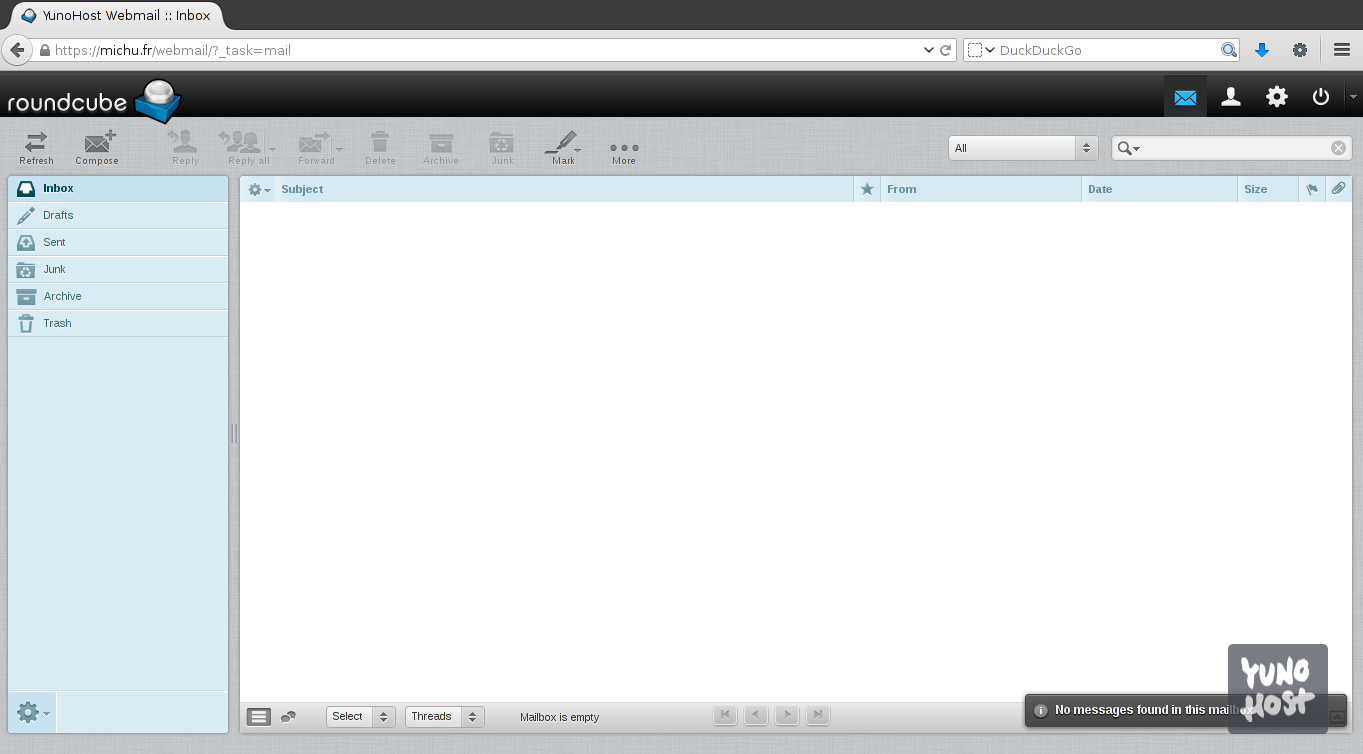 YunoHost Webmail :: Inbox
https://michu.fr/webmail/?_task=mail
DuckDuckGo
roundcube
Refresh Compose Reply Reply all Forward Delete Archive Junk Mark More
All
Inbox
Drafts
Sent
Junk
Archive
Trash
Subject From Date Size
Select Threads Mailbox is empty
No messages found in this mailbox.
YUNO
HOST